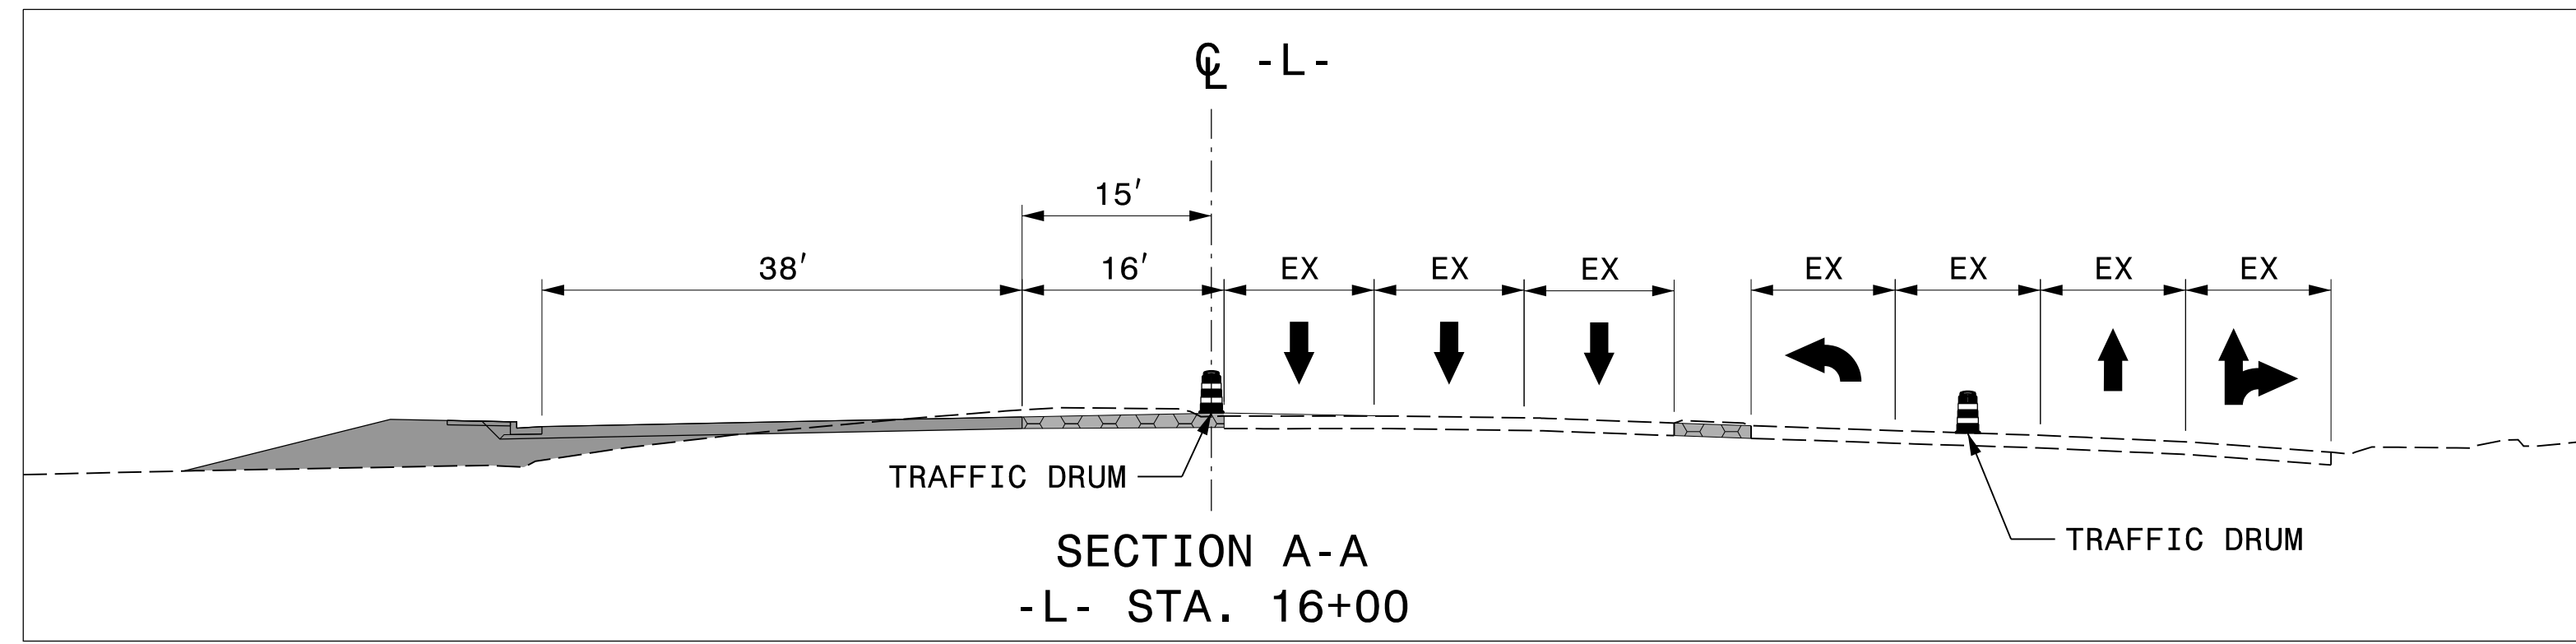 ℄ -L-
15'
38'
16'
EX
EX
EX
EX
EX
EX
EX
TRAFFIC DRUM
TRAFFIC DRUM
SECTION A-A
-L- STA. 16+00